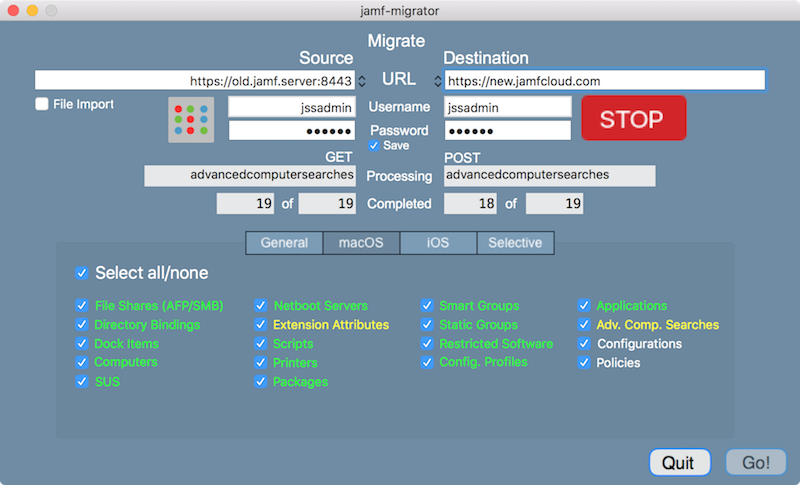 jamf-migrator
Migrate
Source Destination
https://old.jamf.server:8443 URL https://new.jamfcloud.com
File Import
jssadmin Username jssadmin
STOP
•••••• Password ••••••
Save
GET POST
advancedcomputersearches Processing advancedcomputersearches
19 of 19 Completed 18 of 19
General macOS iOS Selective
Select all/none
File Shares (AFP/SMB) Netboot Servers Smart Groups Applications
Directory Bindings Extension Attributes Static Groups Adv. Comp. Searches
Dock Items Scripts Restricted Software Configurations
Computers Printers Config. Profiles Policies
SUS Packages
Quit Go!